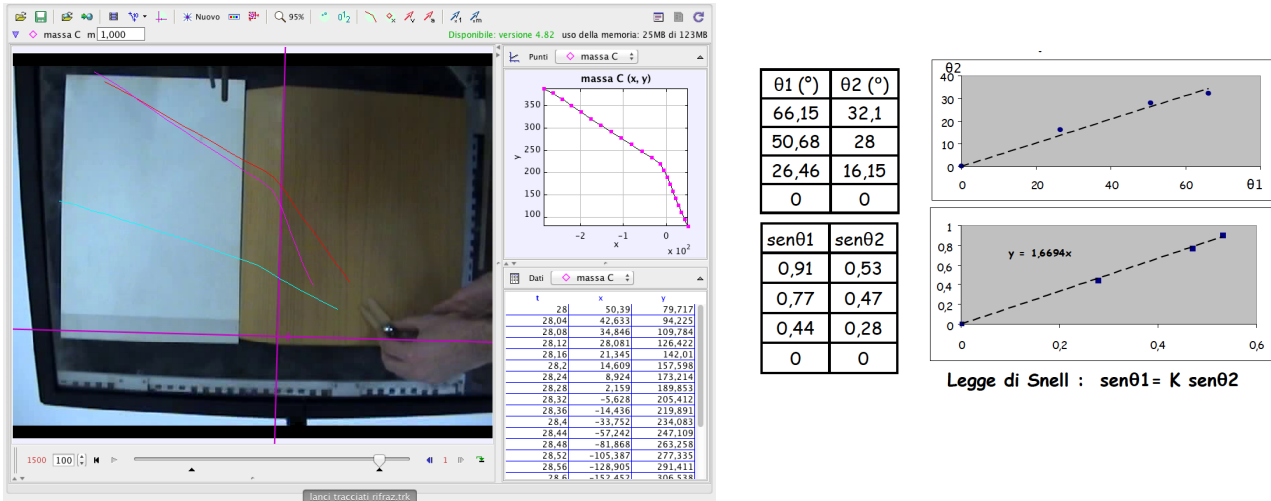 Nuovo 95%
massa C m 1,000 Disponibile: versione 4.82 uso della memoria: 25MB di 123MB
Punti massa C
massa C (x, y)
350
300
250
200
150
100
y
-2 -1 0
x x 10²
Dati massa C
t x y
28 50,39 79,717
28,04 42,633 94,225
28,08 34,846 109,784
28,12 28,081 126,422
28,16 21,345 142,01
28,2 14,609 157,598
28,24 8,924 173,214
28,28 2,159 189,853
28,32 -5,628 205,412
28,36 -14,436 219,891
28,4 -33,752 234,083
28,44 -57,242 247,109
28,48 -81,868 263,258
28,52 -105,387 277,335
28,56 -128,905 291,411
28,6 -152,452 306,538
1500 100 1
lanci tracciati rifraz.trk
θ1 (°) θ2 (°)
66,15 32,1
50,68 28
26,46 16,15
0 0
senθ1 senθ2
0,91 0,53
0,77 0,47
0,44 0,28
0 0
θ2
40
30
20
10
0
0 20 40 60 θ1
1
0,8
0,6
0,4
0,2
0
y = 1,6694x
0 0,2 0,4 0,6
Legge di Snell : senθ1= K senθ2